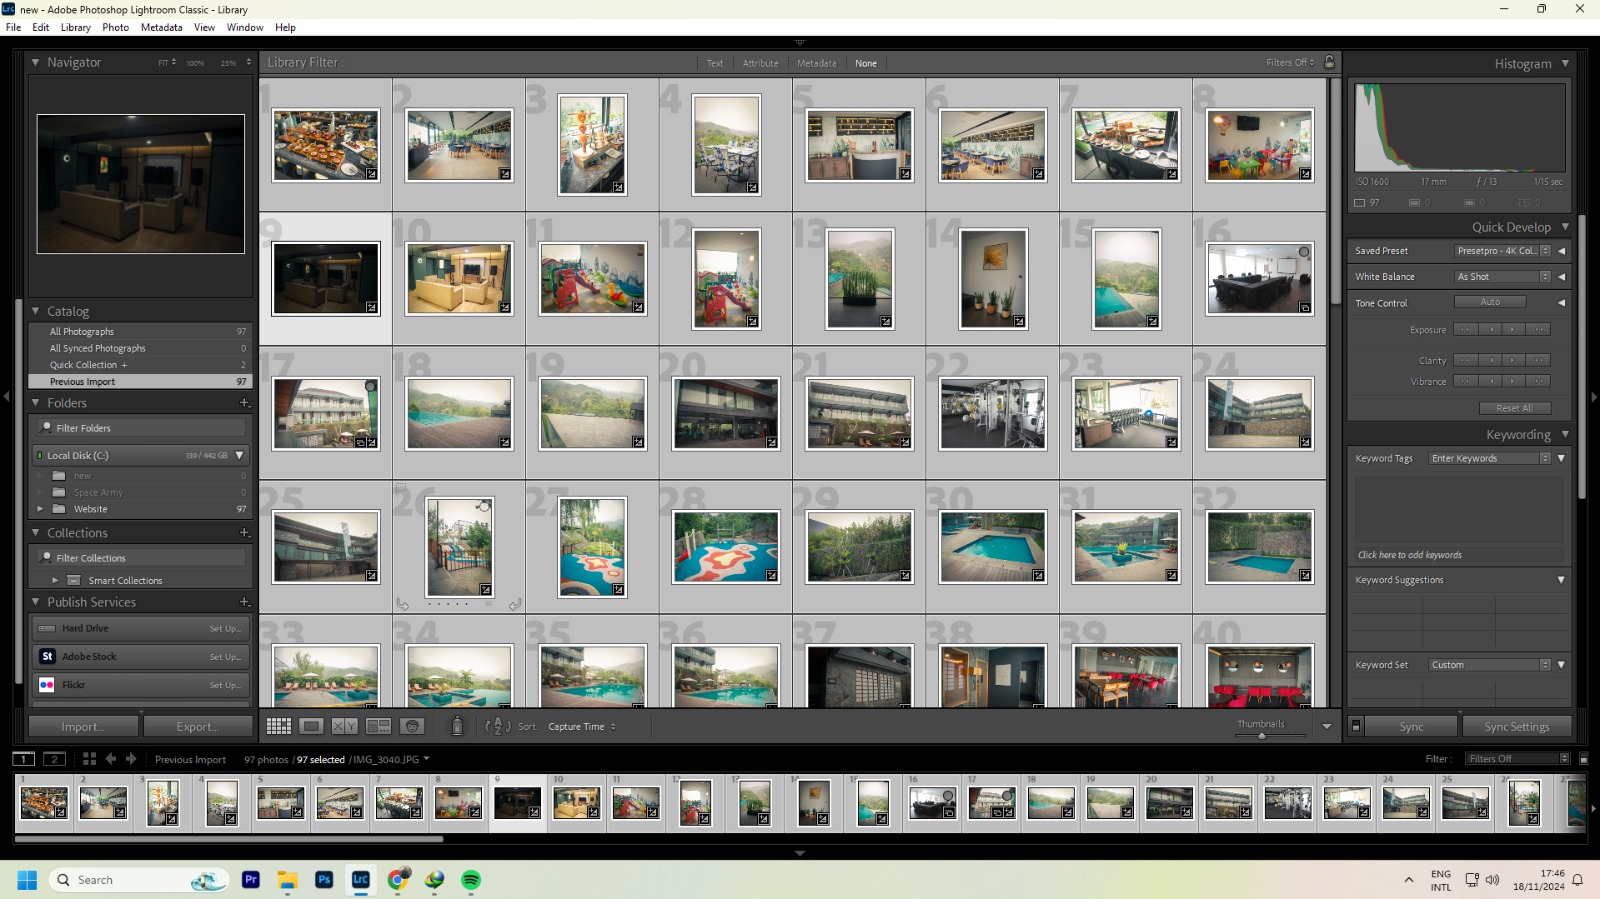 new - Adobe Photoshop Lightroom Classic - Library
File Edit Library Photo Metadata View Window Help
Navigator FIT 100% 25%
Library Filter : Text Attribute Metadata None Filters Off
Histogram
ISO 1600 17 mm ƒ / 13 1/15 sec
97 0 0 0
1 2 3 4 5 6 7 8
9 10 11 12 13 14 15 16
17 18 19 20 21 22 23 24
25 26 27 28 29 30 31 32
33 34 35 36 37 38 39 40
Catalog
All Photographs 97
All Synced Photographs 0
Quick Collection + 2
Previous Import 97
Folders +
Filter Folders
Local Disk (C:) 139 / 442 GB
new 0
Space Army 0
Website 97
Collections +
Filter Collections
Smart Collections
Publish Services +
Hard Drive Set Up...
St Adobe Stock Set Up...
Flickr Set Up...
Import... Export...
Quick Develop
Saved Preset Presetpro - 4K Col...
White Balance As Shot
Tone Control Auto
Exposure
Clarity
Vibrance
Reset All
Keywording
Keyword Tags Enter Keywords
Click here to add keywords
Keyword Suggestions
Keyword Set Custom
Sync Sync Settings
X Y Sort: Capture Time Thumbnails
1 2 Previous Import 97 photos / 97 selected / IMG_3040.JPG Filter : Filters Off
1 2 3 4 5 6 7 8 9 10 11 12 13 14 15 16 17 18 19 20 21 22 23 24 25
Search Pr Ps Lrc ENG INTL 17:46 18/11/2024